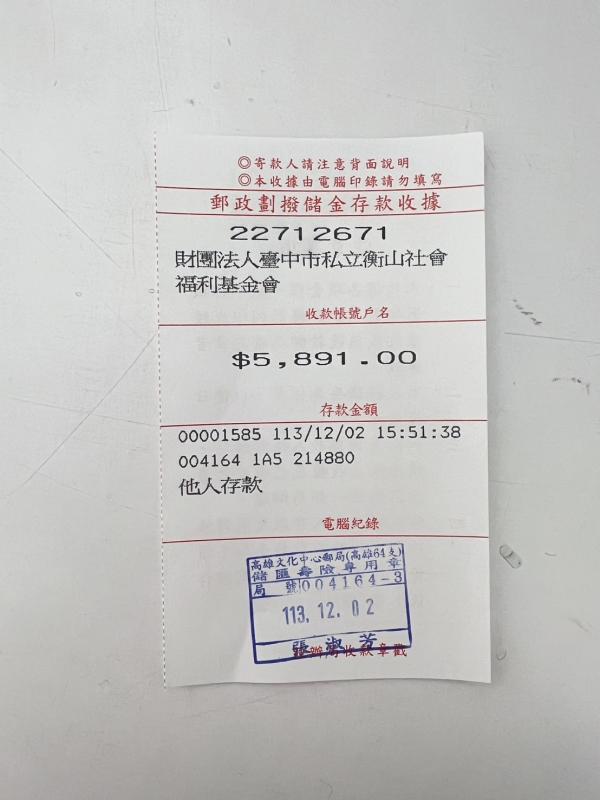 ◎寄款人請注意背面說明
◎本收據由電腦印錄請勿填寫
郵政劃撥儲金存款收據
22712671
財團法人臺中市私立衡山社會
福利基金會
收款帳號戶名
$5,891.00
存款金額
00001585 113/12/02 15:51:38
004164 1A5 214880
他人存款
電腦紀錄
高雄文化中心郵局(高雄64支)
儲匯壽險專用章
局號004164-3
113.12.02
張淑芳
經辦局收款章戳